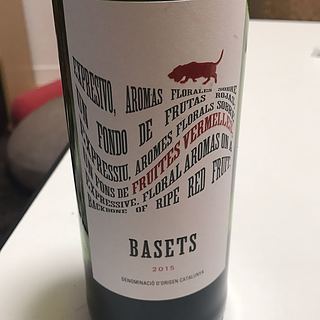 EXPRESIVO, AROMAS FLORALES SOBRE
UN FONDO DE FRUTAS ROJAS.
EXPRESSIU, AROMES FLORALS SOBRE
UN FONS DE FRUITES VERMELLES.
EXPRESSIVE, FLORAL AROMAS ON A
BACKBONE OF RIPE RED FRUIT.
BASETS
2015
DENOMINACIÓ D'ORIGEN CATALUNYA